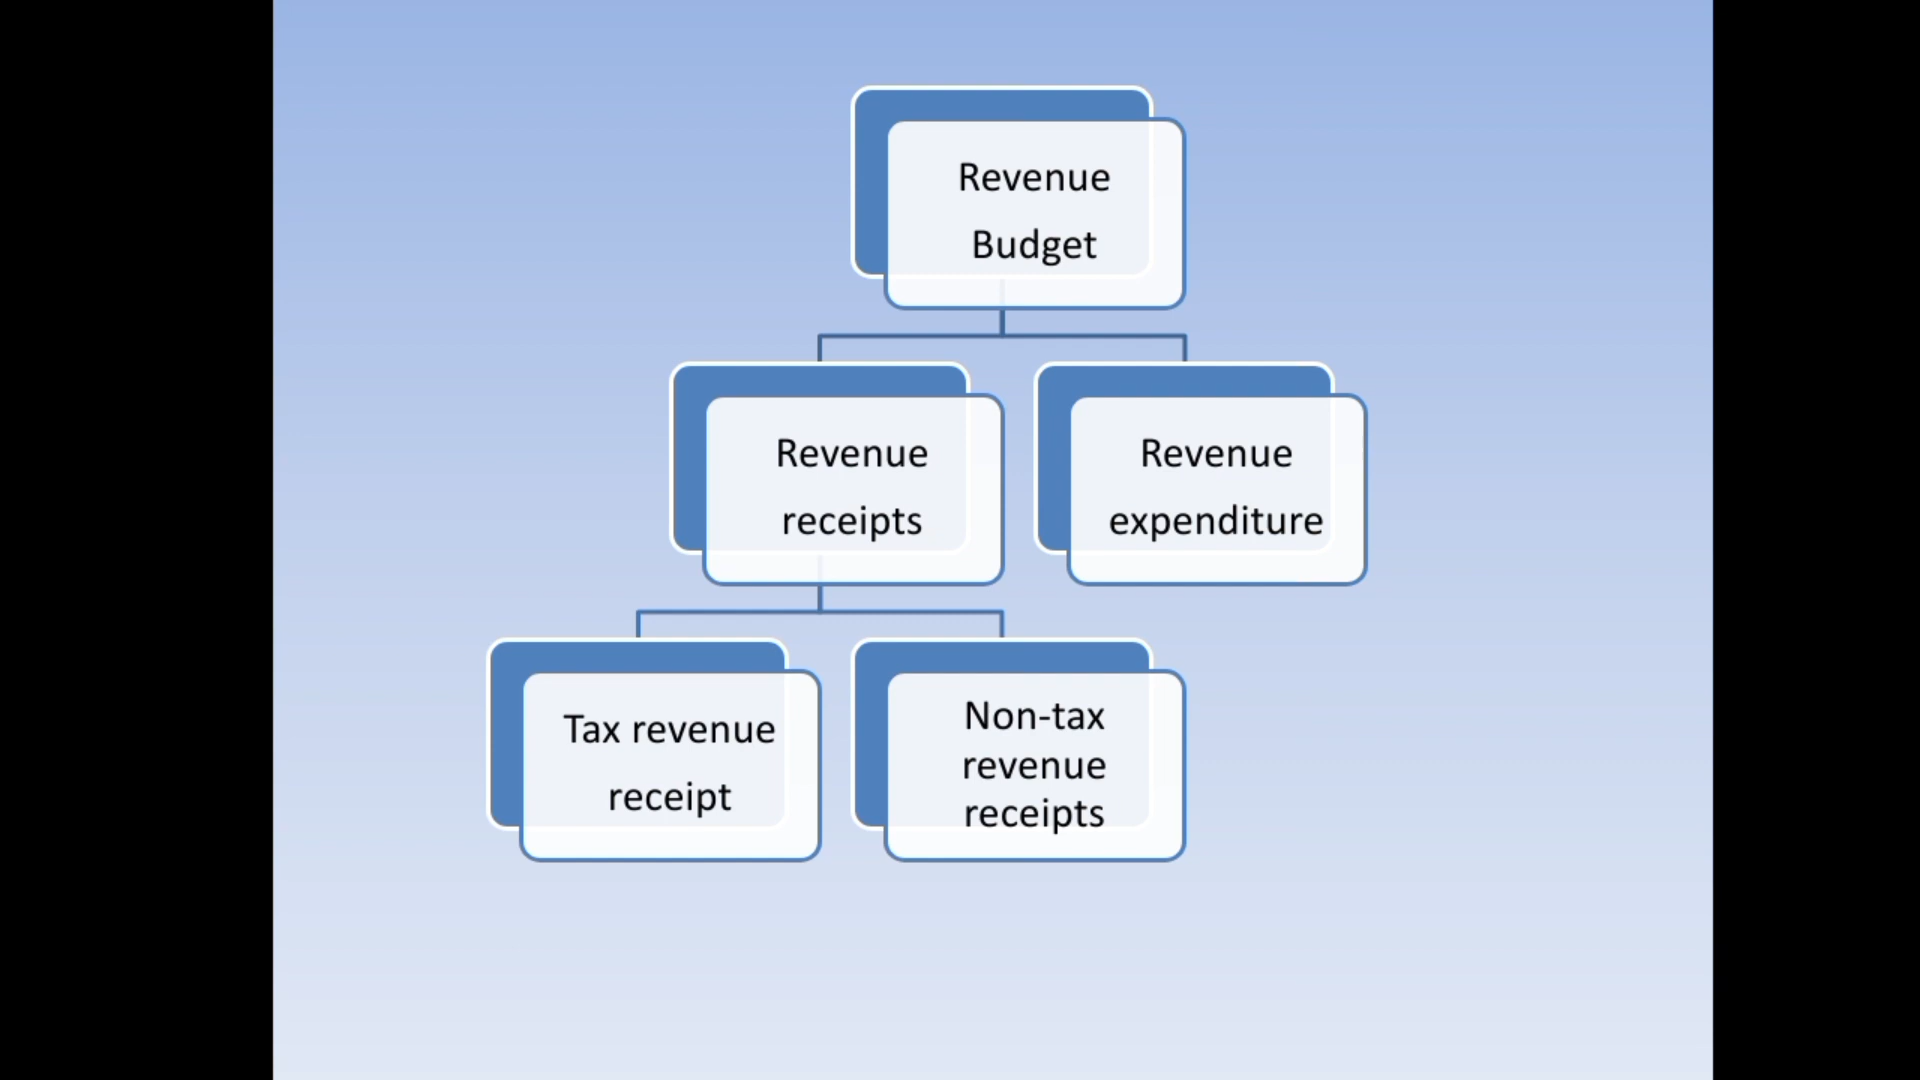 Revenue
Budget
Revenue
receipts
Revenue
expenditure
Tax revenue
receipt
Non-tax
revenue
receipts